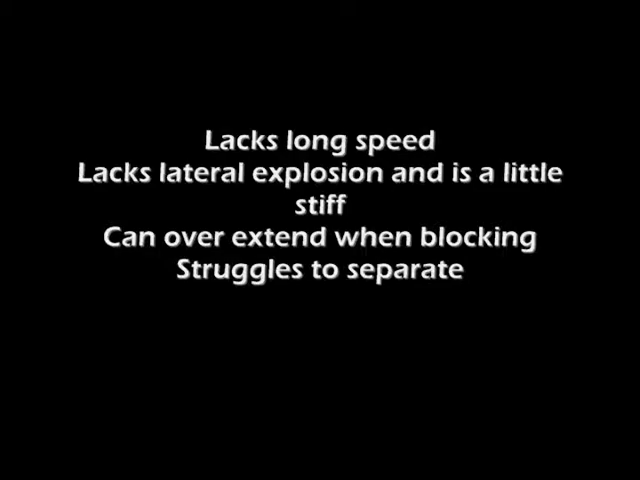 Lacks long speed
Lacks lateral explosion and is a little
stiff
Can over extend when blocking
Struggles to separate